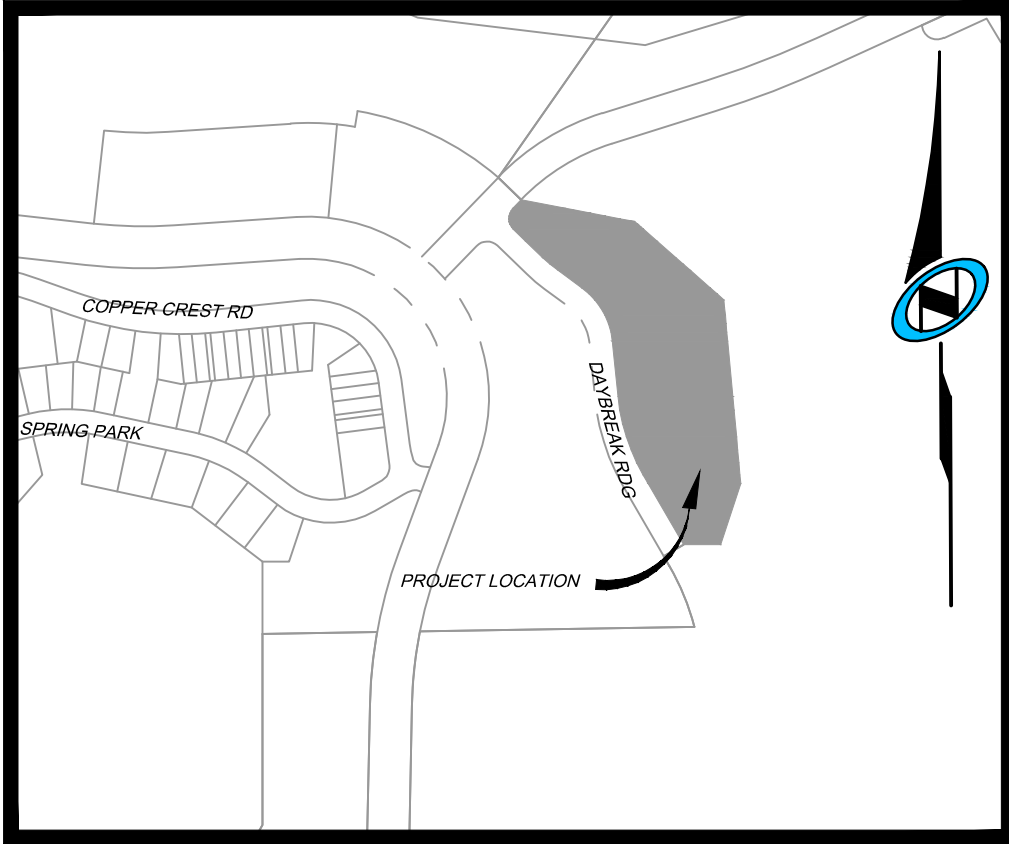 COPPER CREST RD
SPRING PARK
DAYBREAK RDG
PROJECT LOCATION
N